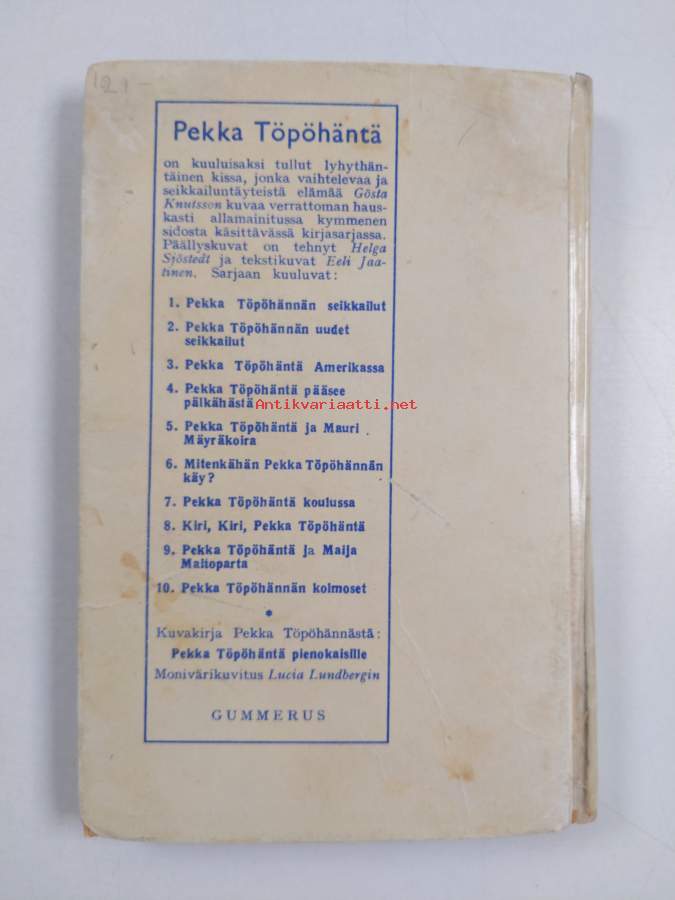 121-
Pekka Töpöhäntä
on kuuluisaksi tullut lyhythän-
täinen kissa, jonka vaihtelevaa ja
seikkailuntäyteistä elämää Gösta
Knutsson kuvaa verrattoman haus-
kasti allamainitussa kymmenen
sidosta käsittävässä kirjasarjassa.
Päällyskuvat on tehnyt Helga
Sjöstedt ja tekstikuvat Eeli Jaa-
tinen. Sarjaan kuuluvat:
1. Pekka Töpöhännän seikkailut
2. Pekka Töpöhännän uudet
seikkailut
3. Pekka Töpöhäntä Amerikassa
4. Pekka Töpöhäntä pääsee
pälkähästä
Antikvariaatti.net
5. Pekka Töpöhäntä ja Mauri
Mäyräkoira
6. Mitenkähän Pekka Töpöhännän
käy?
7. Pekka Töpöhäntä koulussa
8. Kiri, Kiri, Pekka Töpöhäntä
9. Pekka Töpöhäntä ja Maija
Maitoparta
10. Pekka Töpöhännän kolmoset
*
Kuvakirja Pekka Töpöhännästä:
Pekka Töpöhäntä pienokaisille
Monivärikuvitus Lucia Lundbergin
GUMMERUS